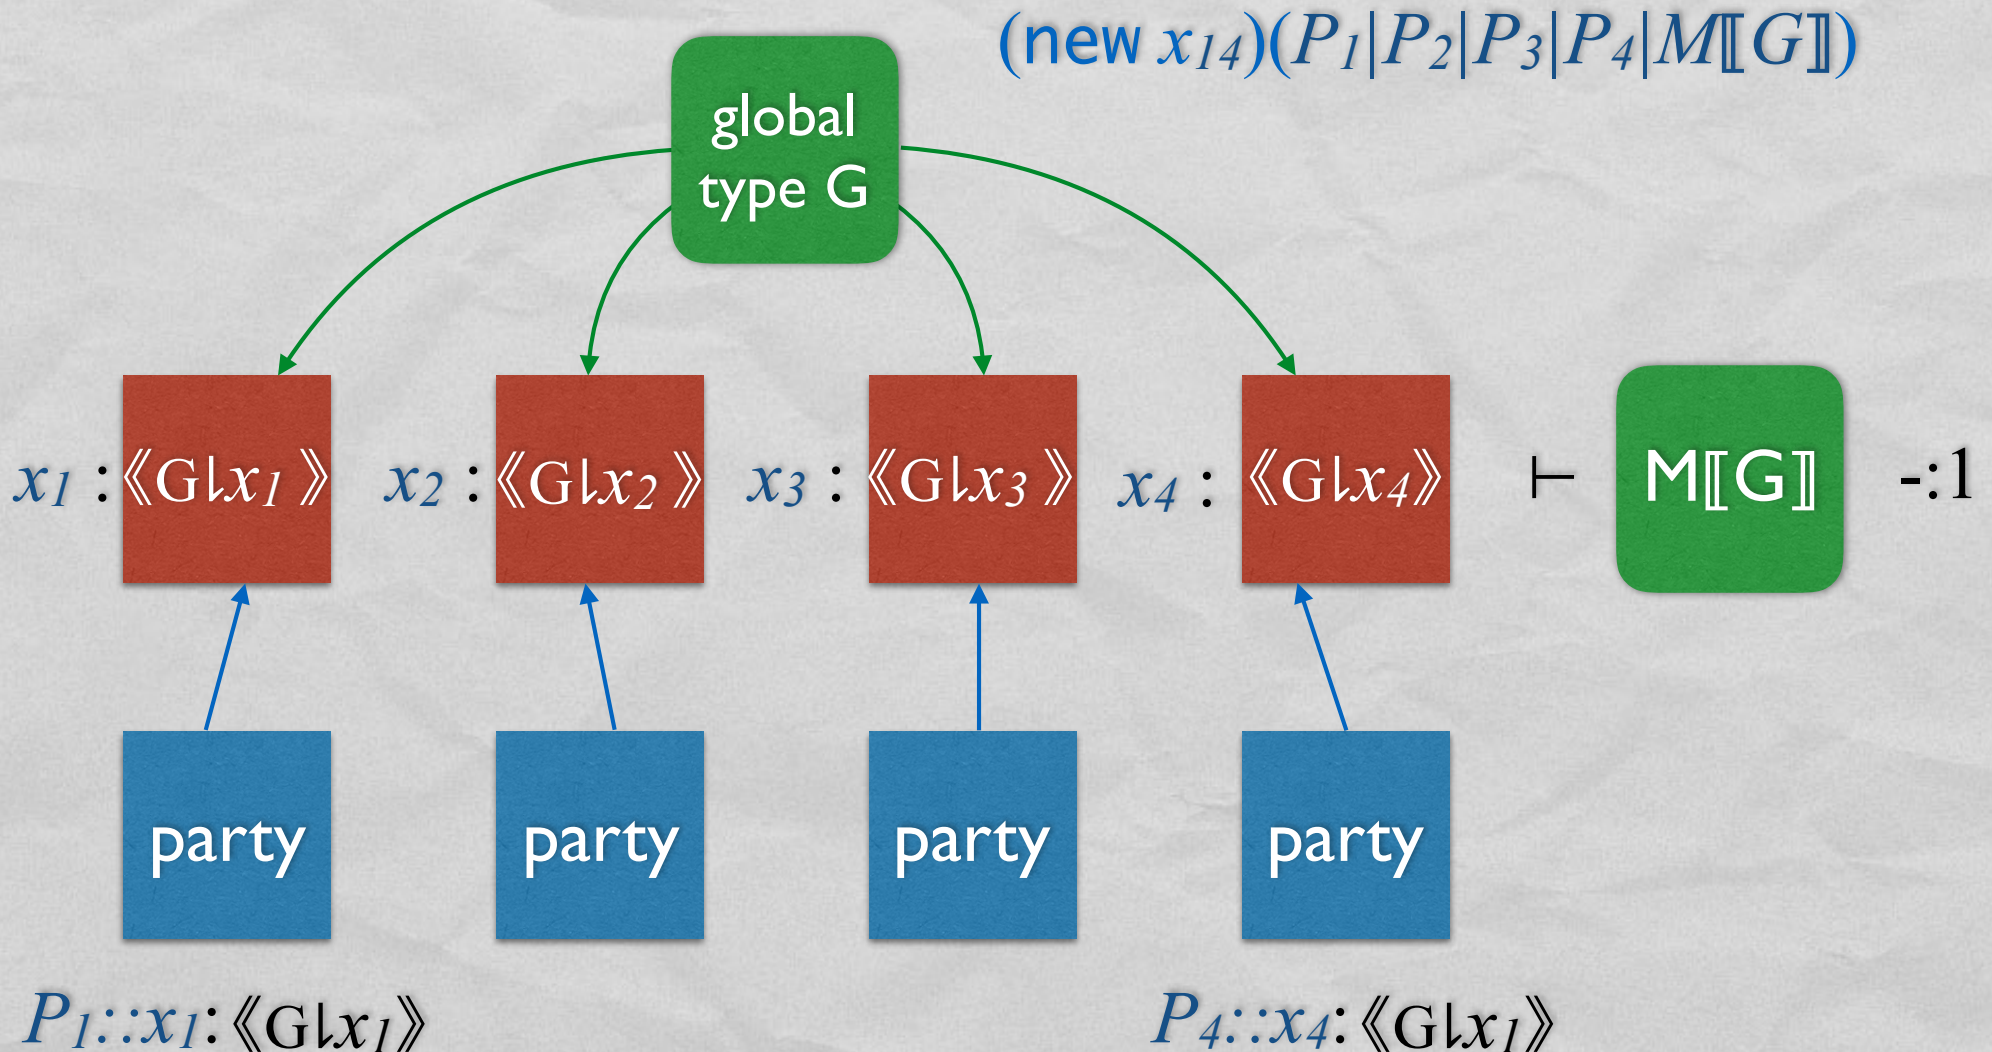 (new x14)(P1|P2|P3|P4|M⟦G⟧)
global
type G
x1 : 《G⇂x1 》 x2 : 《G⇂x2 》 x3 : 《G⇂x3 》 x4 : 《G⇂x4》 ⊢ M⟦G⟧ -:1
party party party party
P1::x1: 《G⇂x1》 P4::x4: 《G⇂x1》